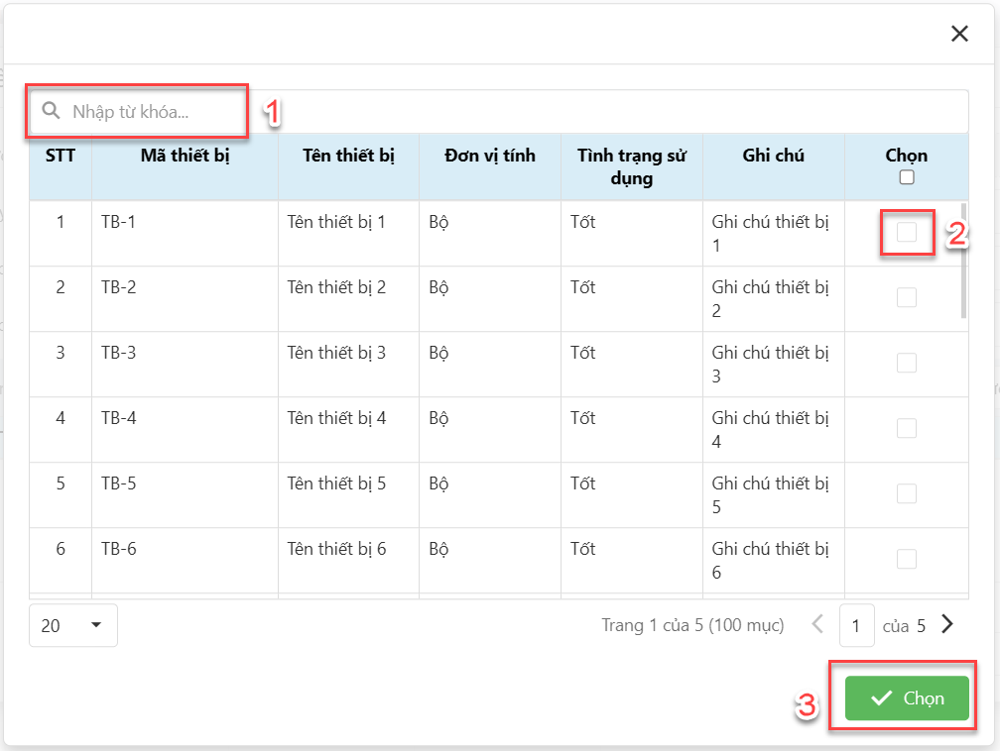 Nhập từ khóa...
1
STT Mã thiết bị Tên thiết bị Đơn vị tính Tình trạng sử dụng Ghi chú Chọn
1 TB-1 Tên thiết bị 1 Bộ Tốt Ghi chú thiết bị 1
2
2 TB-2 Tên thiết bị 2 Bộ Tốt Ghi chú thiết bị 2
3 TB-3 Tên thiết bị 3 Bộ Tốt Ghi chú thiết bị 3
4 TB-4 Tên thiết bị 4 Bộ Tốt Ghi chú thiết bị 4
5 TB-5 Tên thiết bị 5 Bộ Tốt Ghi chú thiết bị 5
6 TB-6 Tên thiết bị 6 Bộ Tốt Ghi chú thiết bị 6
20 Trang 1 của 5 (100 mục) 1 của 5
3 Chọn